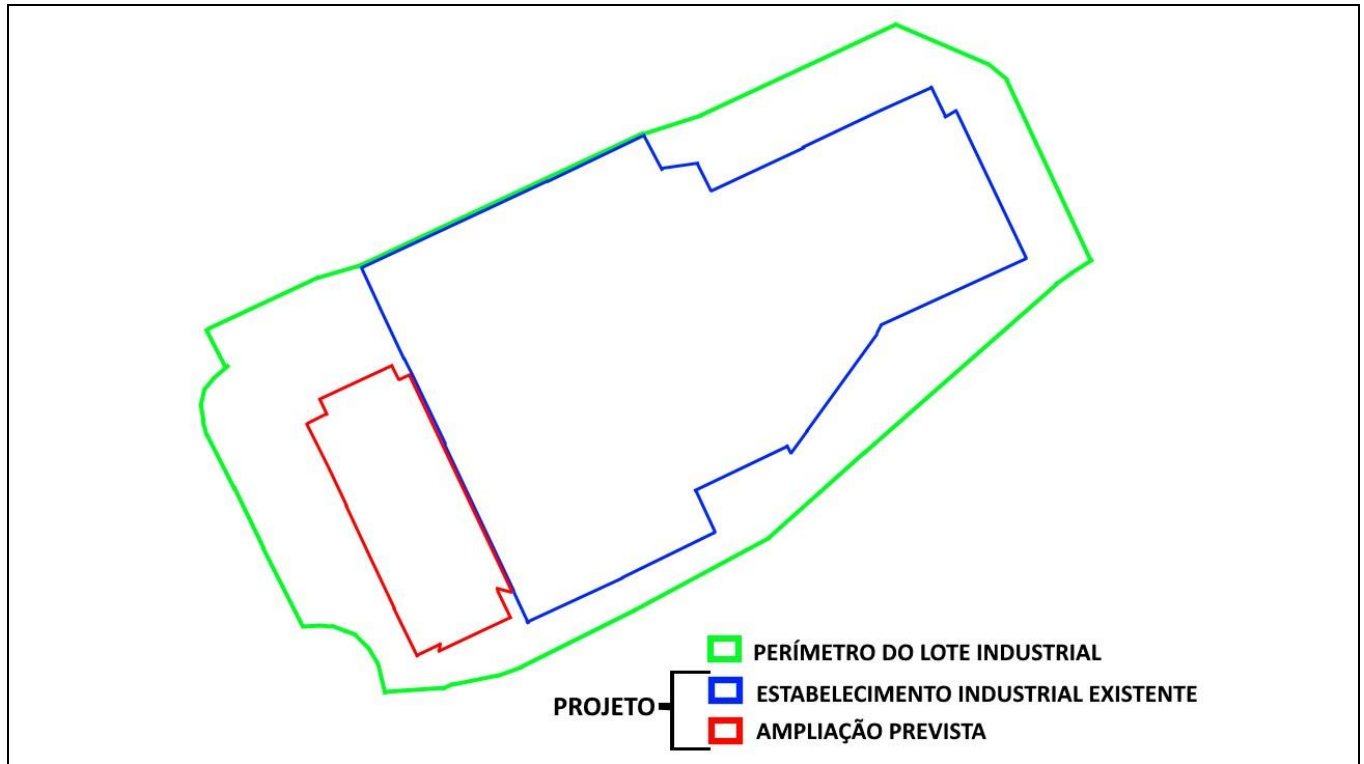 PERÍMETRO DO LOTE INDUSTRIAL
PROJETO
ESTABELECIMENTO INDUSTRIAL EXISTENTE
AMPLIAÇÃO PREVISTA